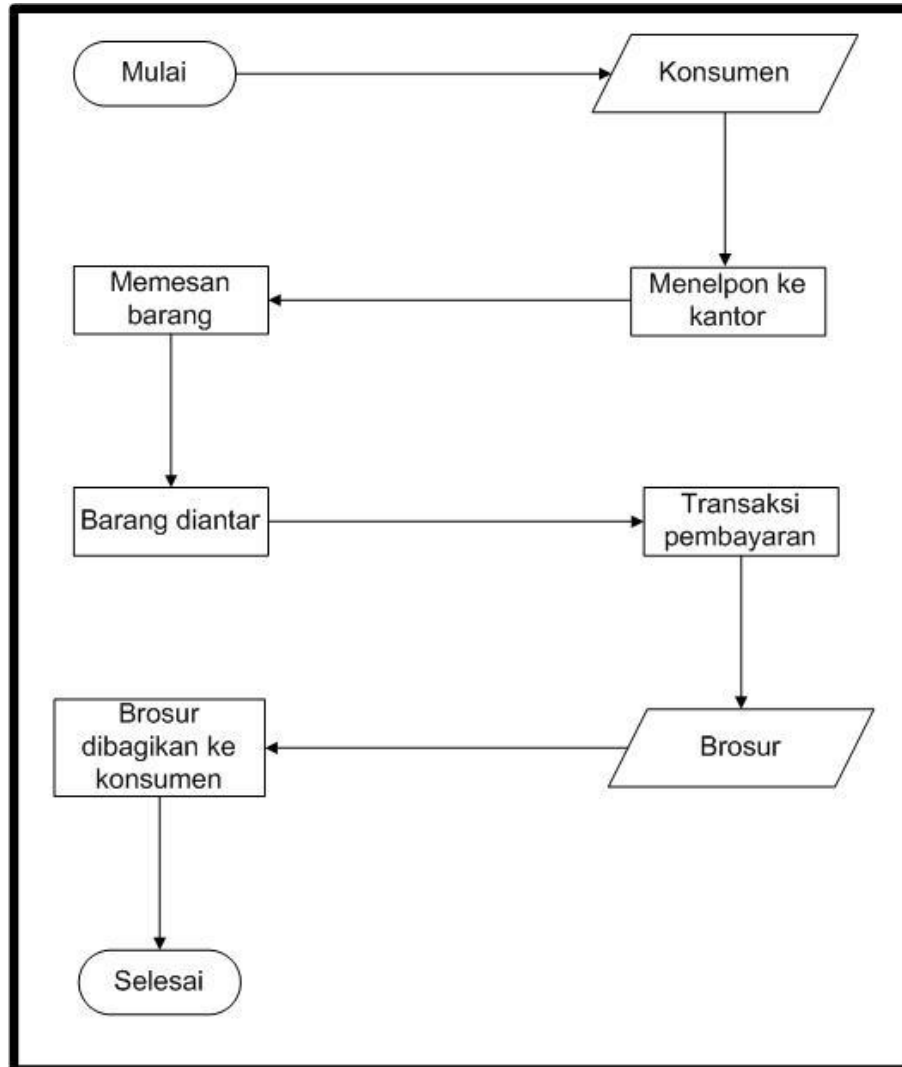 Mulai
Konsumen
Menelpon ke
kantor
Memesan
barang
Barang diantar
Transaksi
pembayaran
Brosur
Brosur
dibagikan ke
konsumen
Selesai